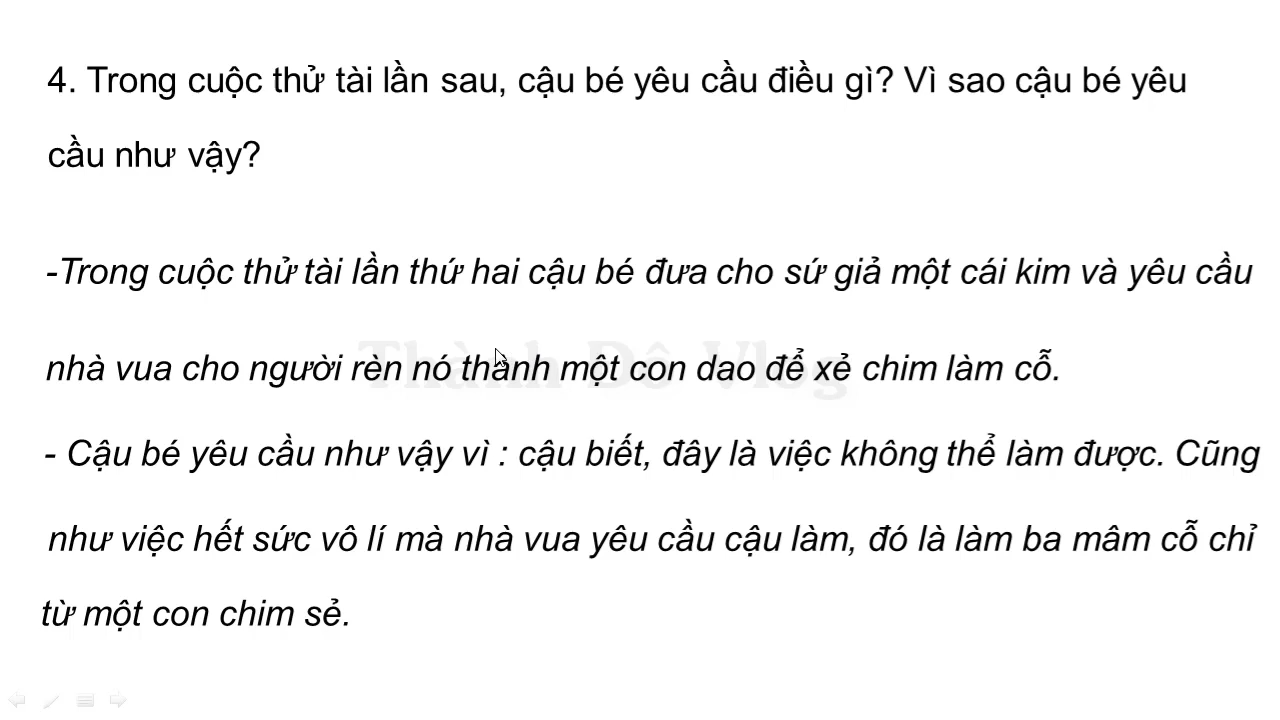 4. Trong cuộc thử tài lần sau, cậu bé yêu cầu điều gì? Vì sao cậu bé yêu
cầu như vậy?
-Trong cuộc thử tài lần thứ hai cậu bé đưa cho sứ giả một cái kim và yêu cầu
nhà vua cho người rèn nó thành một con dao để xẻ chim làm cỗ.
Thành Đô Vlog
- Cậu bé yêu cầu như vậy vì : cậu biết, đây là việc không thể làm được. Cũng
như việc hết sức vô lí mà nhà vua yêu cầu cậu làm, đó là làm ba mâm cỗ chỉ
từ một con chim sẻ.